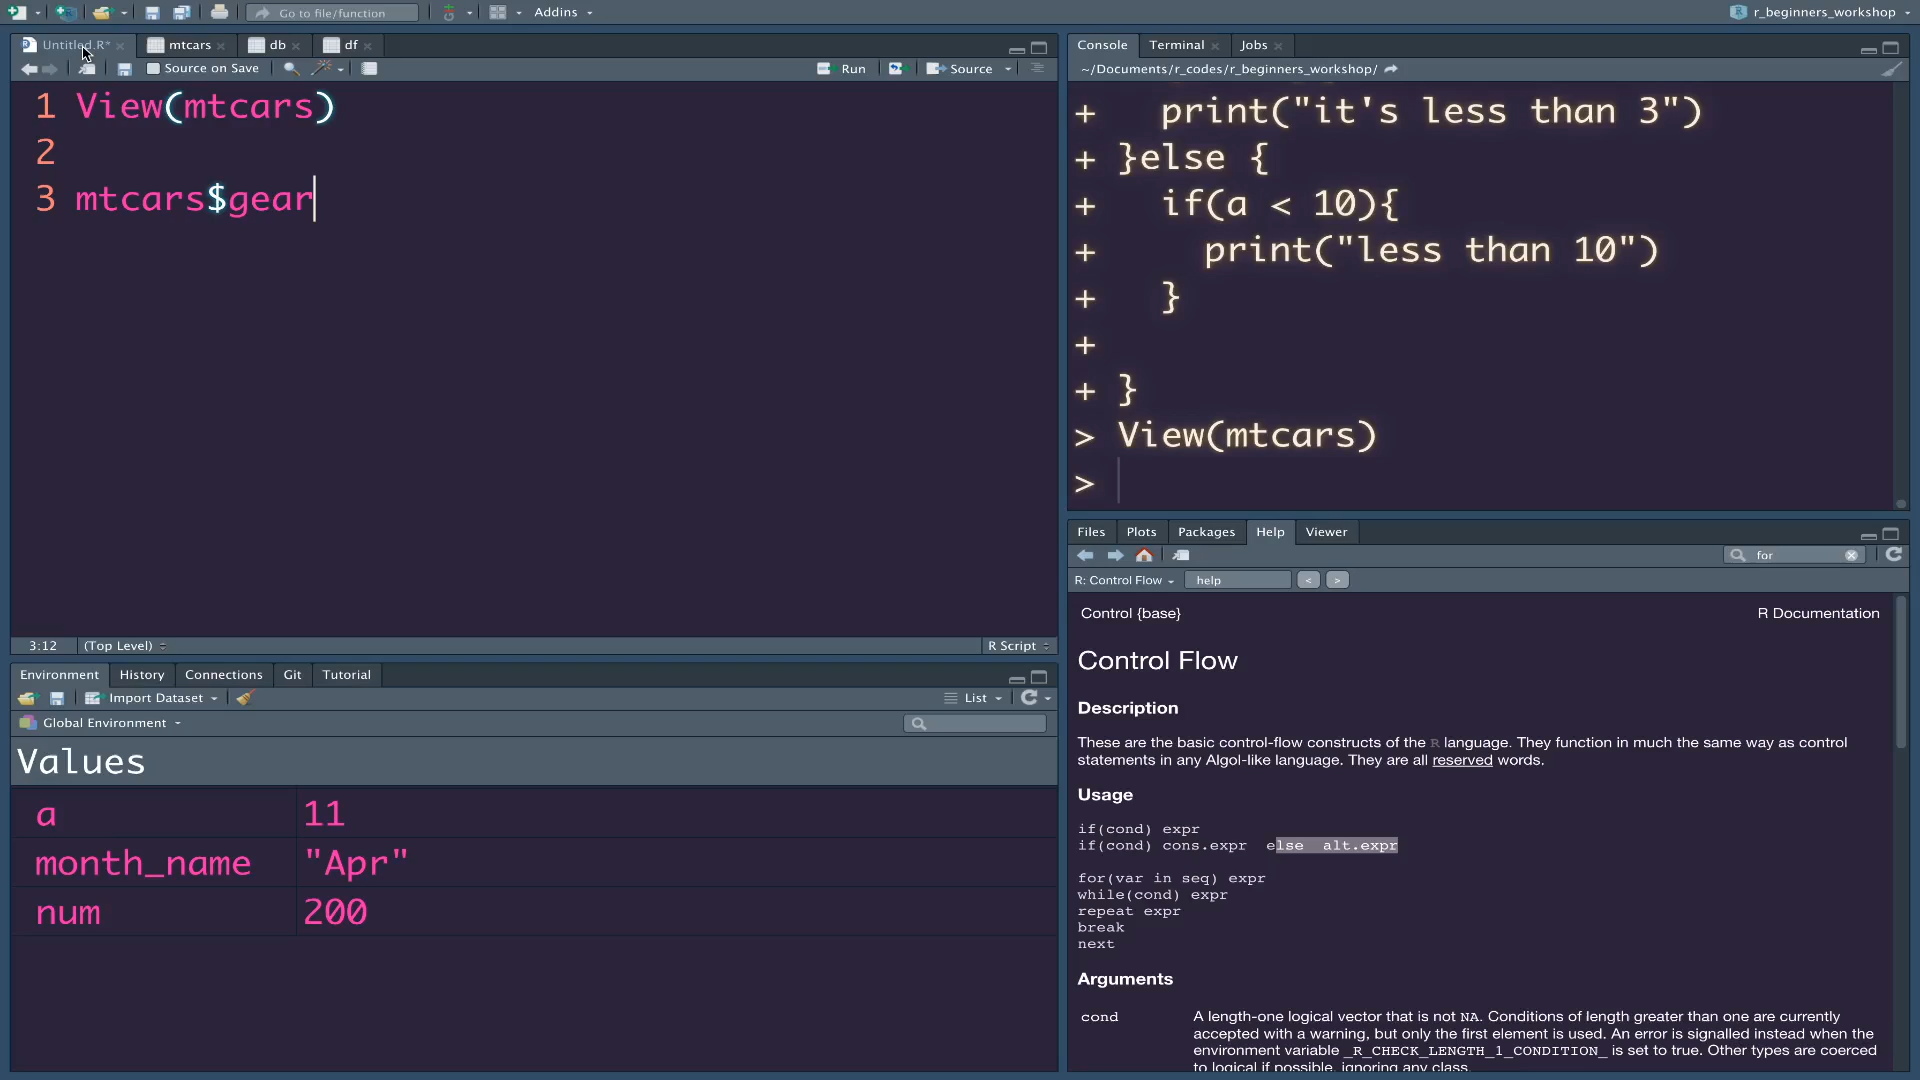 Go to file/function
Addins
r_beginners_workshop
Untitled.R*
mtcars
db
df
Source on Save
Run
Source
1 View(mtcars)
2
3 mtcars$gear
3:12
(Top Level)
R Script
Environment
History
Connections
Git
Tutorial
Import Dataset
List
Global Environment
Values
a 11
month_name "Apr"
num 200
Console
Terminal
Jobs
~/Documents/r_codes/r_beginners_workshop/
+ print("it's less than 3")
+ }else {
+ if(a < 10){
+ print("less than 10")
+ }
+
+ }
> View(mtcars)
>
Files
Plots
Packages
Help
Viewer
for
R: Control Flow
help
<
>
Control {base}
R Documentation
Control Flow
Description
These are the basic control-flow constructs of the R language. They function in much the same way as control
statements in any Algol-like language. They are all reserved words.
Usage
if(cond) expr
if(cond) cons.expr else alt.expr
for(var in seq) expr
while(cond) expr
repeat expr
break
next
Arguments
cond A length-one logical vector that is not NA. Conditions of length greater than one are currently
accepted with a warning, but only the first element is used. An error is signalled instead when the
environment variable _R_CHECK_LENGTH_1_CONDITION_ is set to true. Other types are coerced
to logical if possible, ignoring any class.